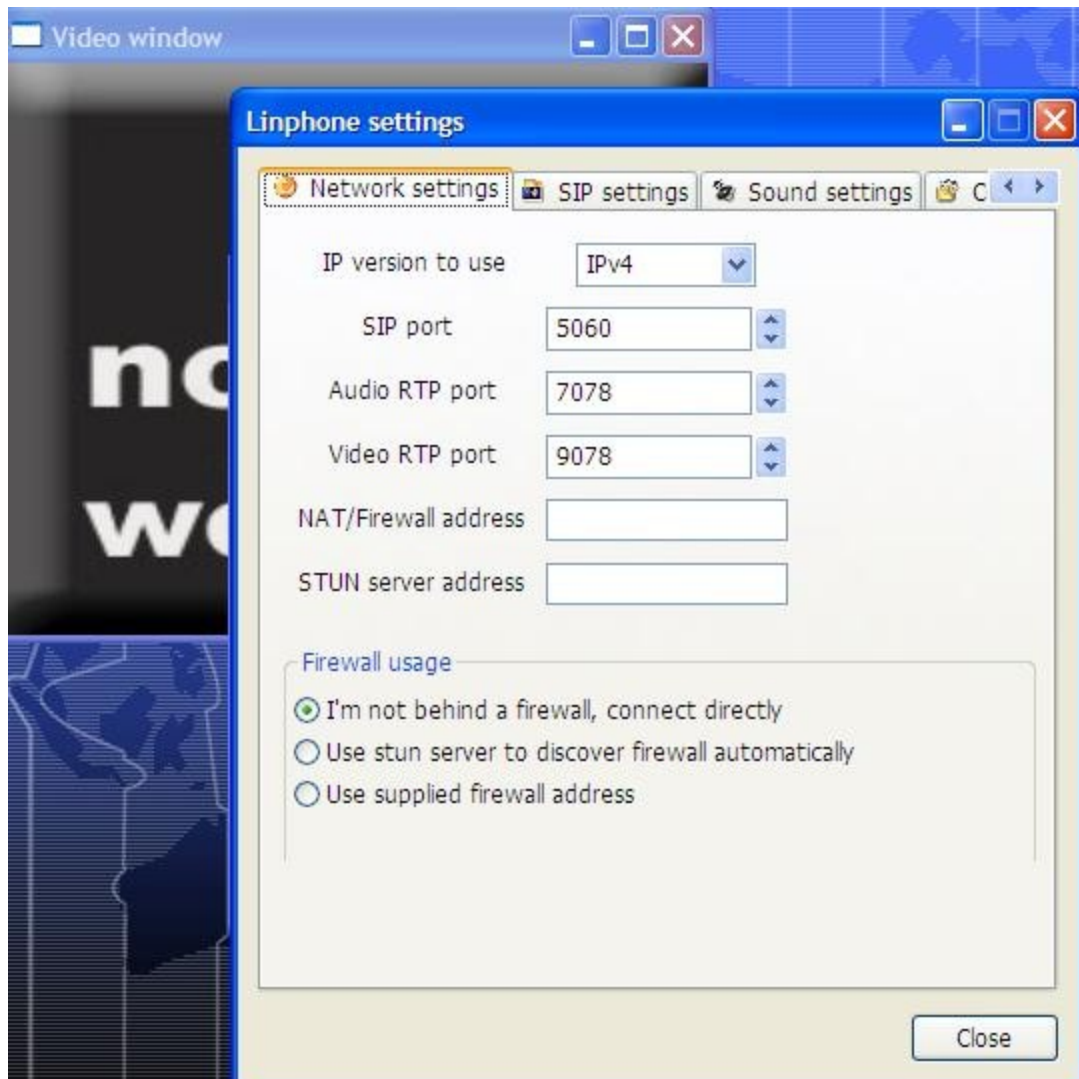 Video window
Linphone settings
Network settings SIP settings Sound settings C
IP version to use IPv4
SIP port 5060
Audio RTP port 7078
Video RTP port 9078
NAT/Firewall address
STUN server address
Firewall usage
I'm not behind a firewall, connect directly
Use stun server to discover firewall automatically
Use supplied firewall address
Close